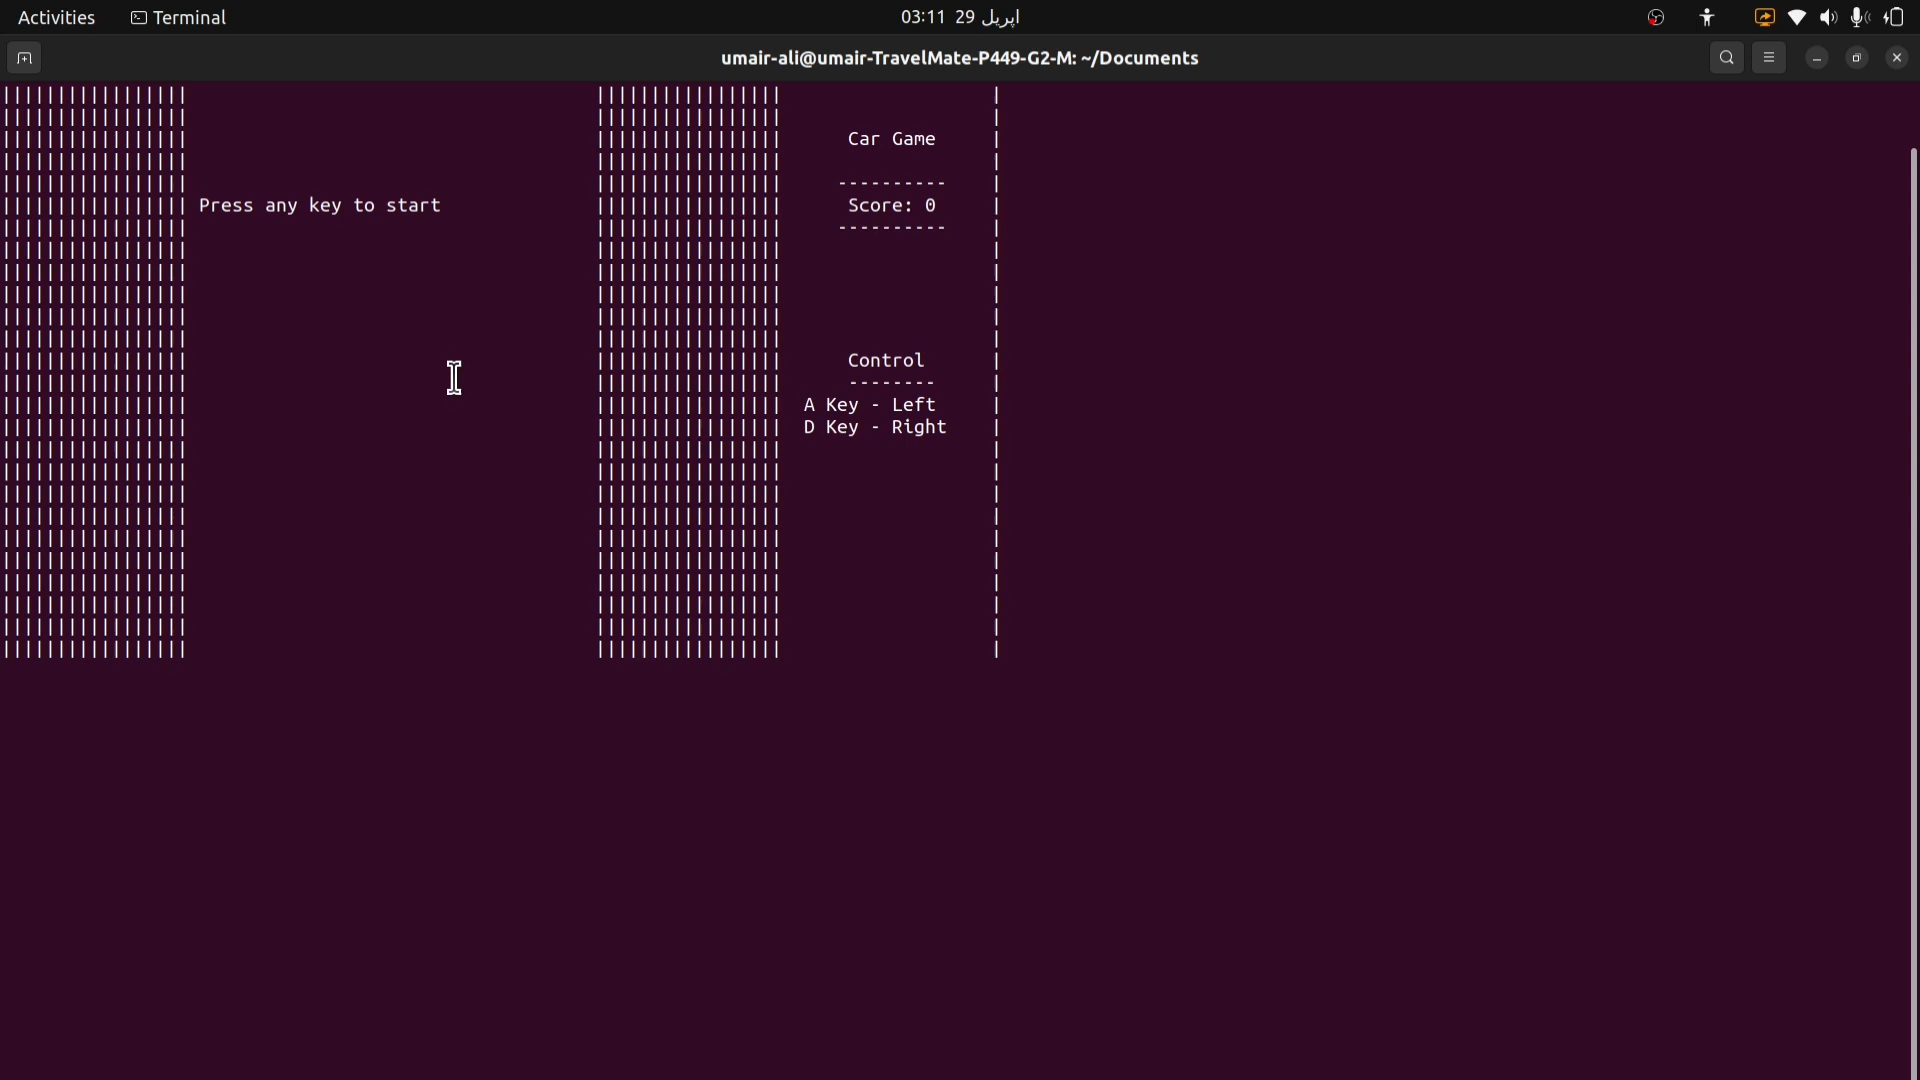 Activities
Terminal
03:11 29 اپریل
umair-ali@umair-TravelMate-P449-G2-M: ~/Documents
Car Game
----------
Press any key to start
Score: 0
----------
Control
--------
A Key - Left
D Key - Right